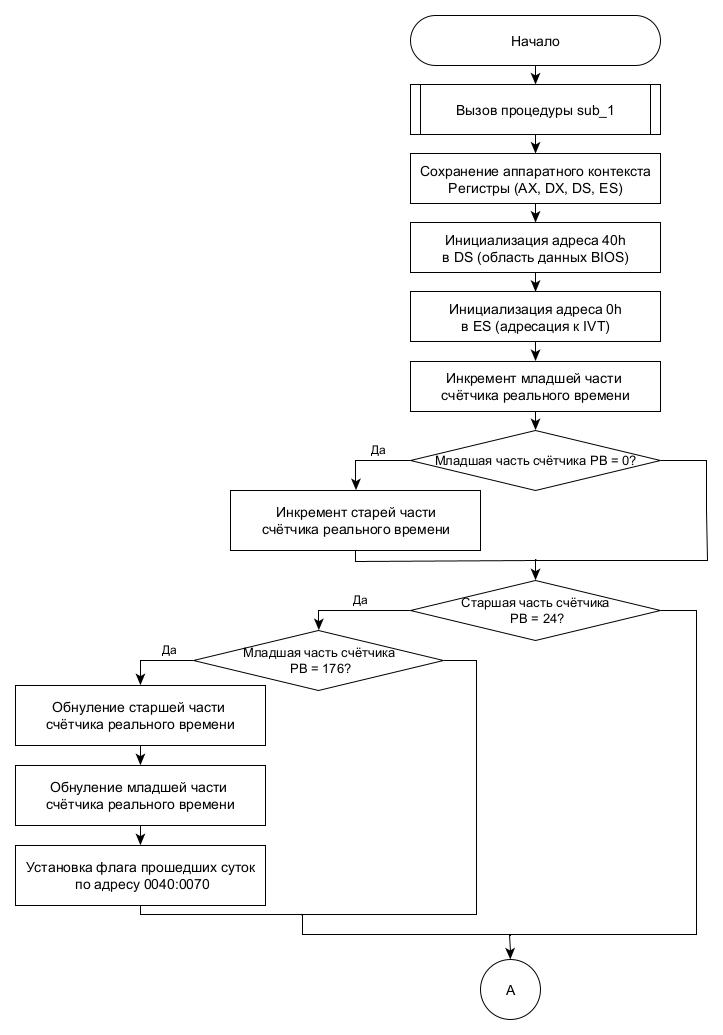 Начало
Вызов процедуры sub_1
Сохранение аппаратного контекста
Регистры (AX, DX, DS, ES)
Инициализация адреса 40h
в DS (область данных BIOS)
Инициализация адреса 0h
в ES (адресация к IVT)
Инкремент младшей части
счётчика реального времени
Да
Младшая часть счётчика РВ = 0?
Инкремент старей части
счётчика реального времени
Да
Старшая часть счётчика
РВ = 24?
Да
Младшая часть счётчика
РВ = 176?
Обнуление старшей части
счётчика реального времени
Обнуление младшей части
счётчика реального времени
Установка флага прошедших суток
по адресу 0040:0070
А